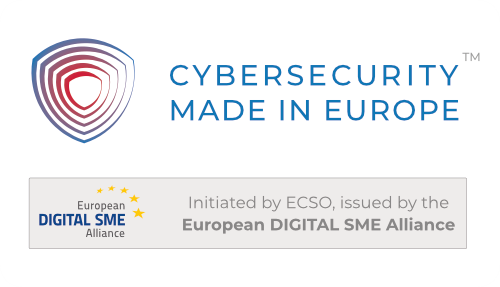 CYBERSECURITY™
MADE IN EUROPE
European
DIGITAL SME
Alliance
Initiated by ECSO, issued by the
European DIGITAL SME Alliance